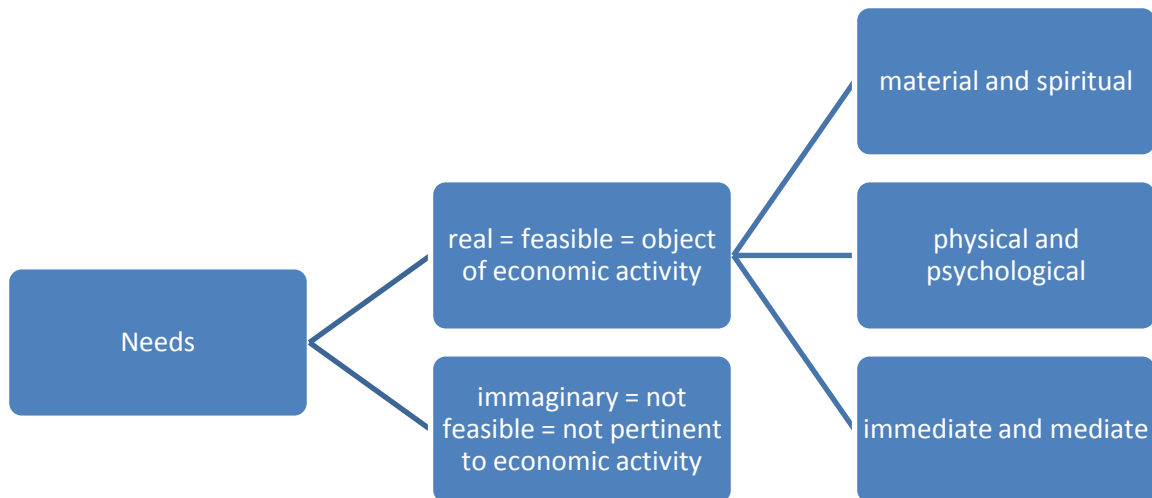 Needs
real = feasible = object
of economic activity
immaginary = not
feasible = not pertinent
to economic activity
material and spiritual
physical and
psychological
immediate and mediate